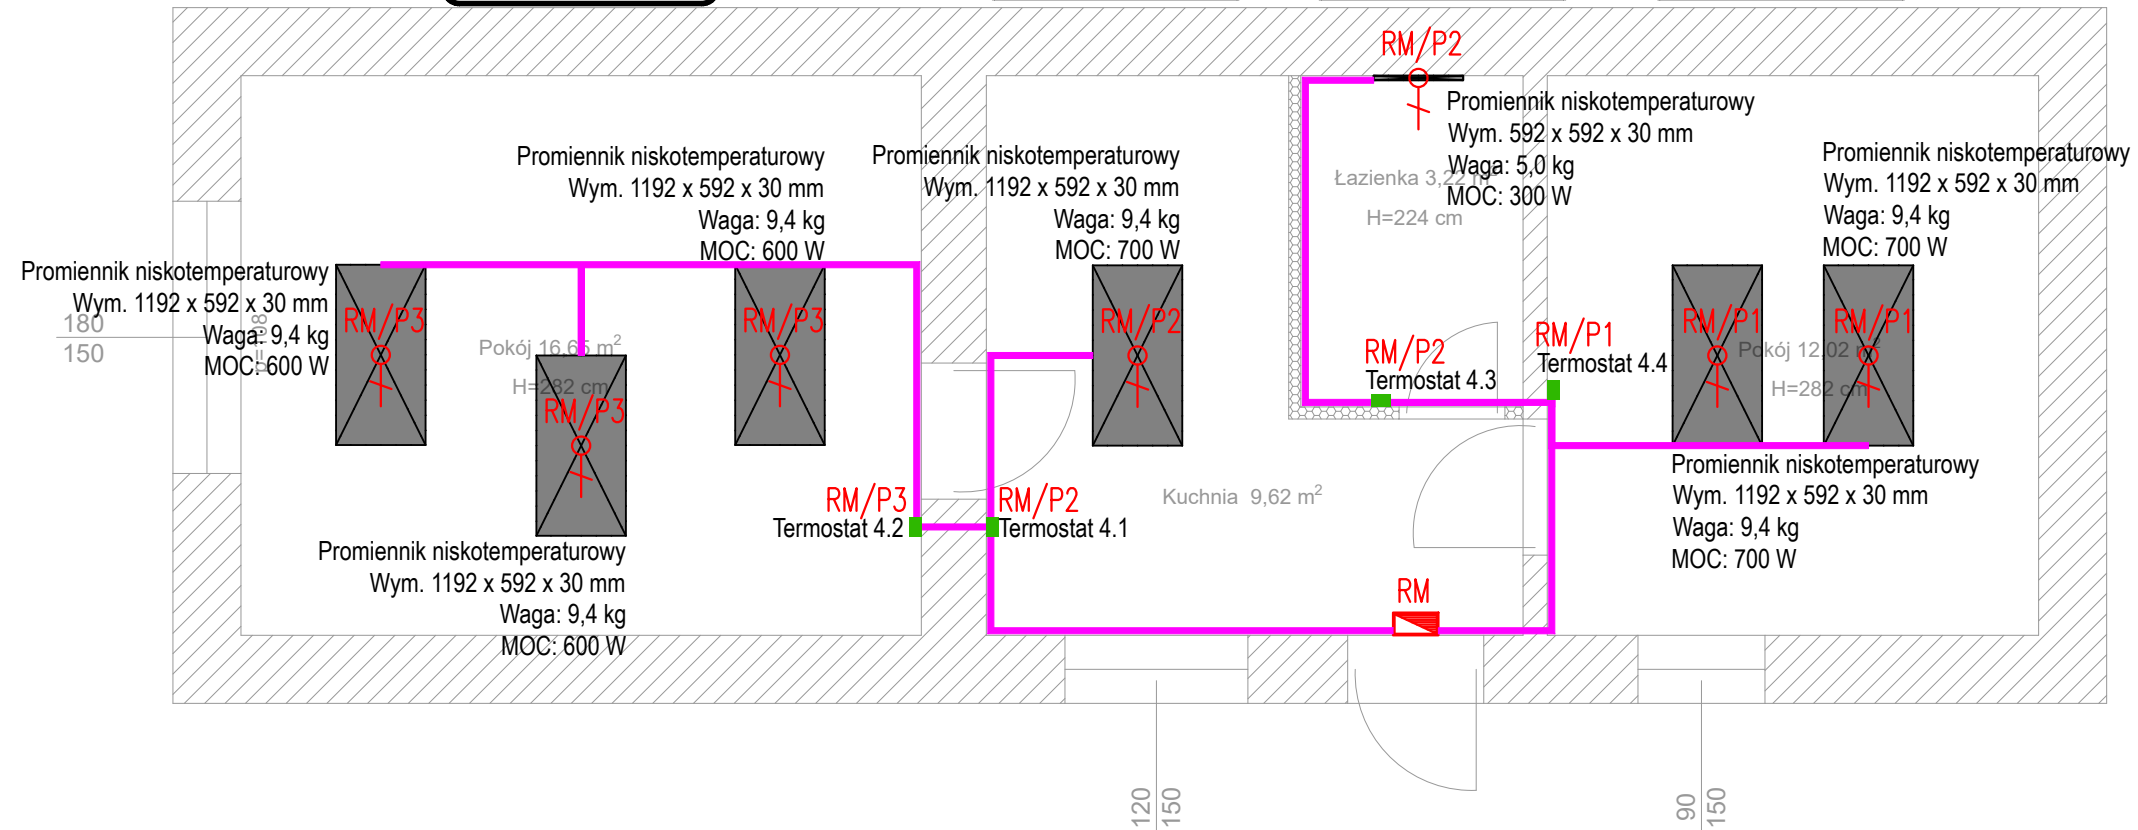 RM/P2
Promiennik niskotemperaturowy
Wym. 592 x 592 x 30 mm
Waga: 5,0 kg
MOC: 300 W
Łazienka 3,22 m²
H=224 cm
Promiennik niskotemperaturowy
Wym. 1192 x 592 x 30 mm
Waga: 9,4 kg
MOC: 600 W
Promiennik niskotemperaturowy
Wym. 1192 x 592 x 30 mm
Waga: 9,4 kg
MOC: 700 W
Promiennik niskotemperaturowy
Wym. 1192 x 592 x 30 mm
Waga: 9,4 kg
MOC: 700 W
Promiennik niskotemperaturowy
Wym. 1192 x 592 x 30 mm
Waga: 9,4 kg
MOC: 600 W
180
150
RM/P3
RM/P3
RM/P3
Pokój 16,66 m²
H=282 cm
RM/P2
RM/P2
Termostat 4.3
RM/P1
Termostat 4.4
RM/P1
RM/P1
Pokój 12,02 m²
H=282 cm
RM/P3
Termostat 4.2
RM/P2
Termostat 4.1
Kuchnia 9,62 m²
Promiennik niskotemperaturowy
Wym. 1192 x 592 x 30 mm
Waga: 9,4 kg
MOC: 700 W
Promiennik niskotemperaturowy
Wym. 1192 x 592 x 30 mm
Waga: 9,4 kg
MOC: 600 W
RM
120
150
90
150